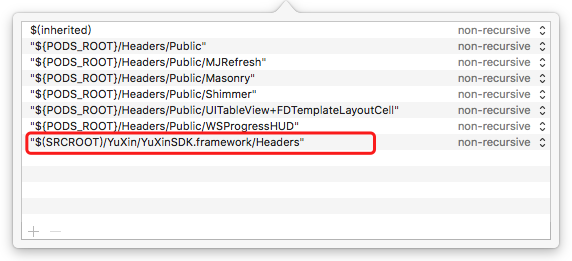 $(inherited) non-recursive
"${PODS_ROOT}/Headers/Public" non-recursive
"${PODS_ROOT}/Headers/Public/MJRefresh" non-recursive
"${PODS_ROOT}/Headers/Public/Masonry" non-recursive
"${PODS_ROOT}/Headers/Public/Shimmer" non-recursive
"${PODS_ROOT}/Headers/Public/UITableView+FDTemplateLayoutCell" non-recursive
"${PODS_ROOT}/Headers/Public/WSProgressHUD" non-recursive
"$(SRCROOT)/YuXin/YuXinSDK.framework/Headers" non-recursive